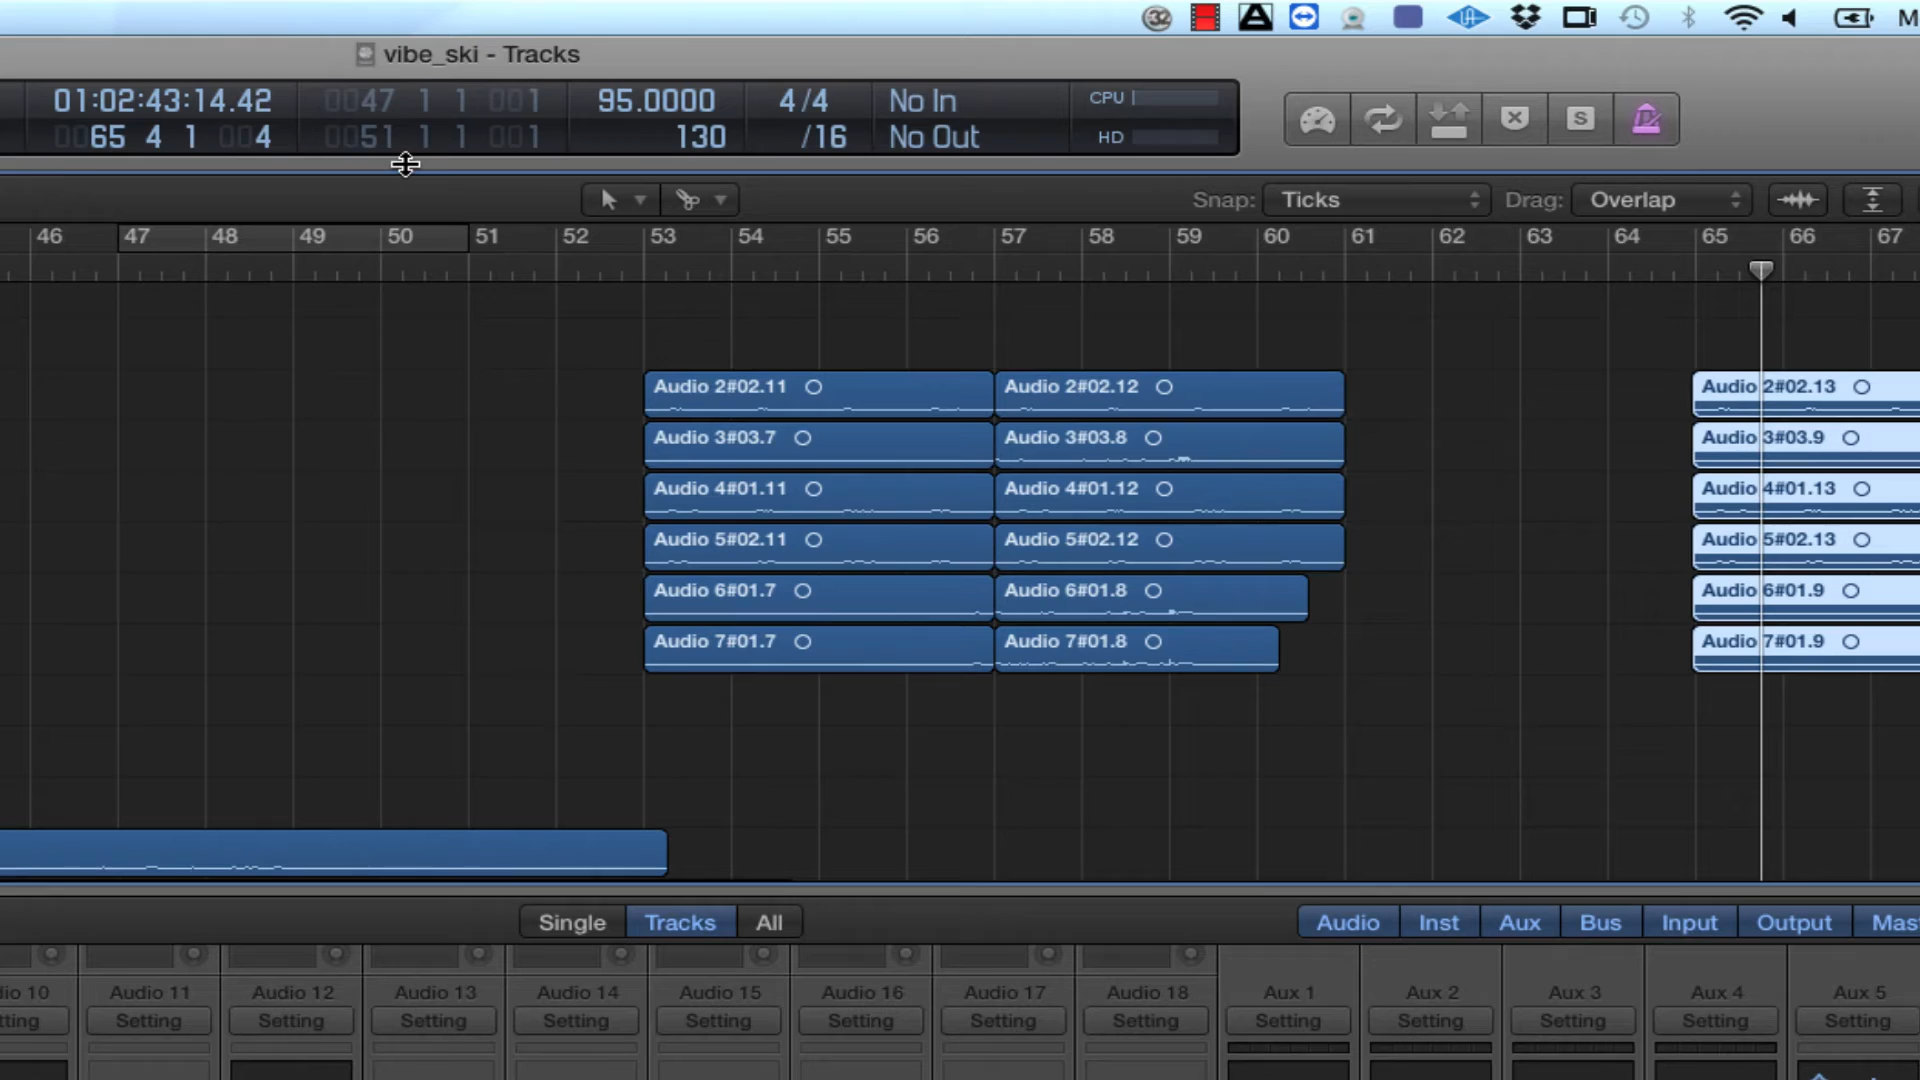 32 M
vibe_ski - Tracks
01:02:43:14.42 0047 1 1 001 95.0000 4/4 No In CPU
0065 4 1 004 0051 1 1 001 130 /16 No Out HD
S
Snap: Ticks Drag: Overlap
46 47 48 49 50 51 52 53 54 55 56 57 58 59 60 61 62 63 64 65 66 67
Audio 2#02.11 Audio 2#02.12 Audio 2#02.13
Audio 3#03.7 Audio 3#03.8 Audio 3#03.9
Audio 4#01.11 Audio 4#01.12 Audio 4#01.13
Audio 5#02.11 Audio 5#02.12 Audio 5#02.13
Audio 6#01.7 Audio 6#01.8 Audio 6#01.9
Audio 7#01.7 Audio 7#01.8 Audio 7#01.9
Single Tracks All Audio Inst Aux Bus Input Output Mas
io 10 Audio 11 Audio 12 Audio 13 Audio 14 Audio 15 Audio 16 Audio 17 Audio 18 Aux 1 Aux 2 Aux 3 Aux 4 Aux 5
tting Setting Setting Setting Setting Setting Setting Setting Setting Setting Setting Setting Setting Setting